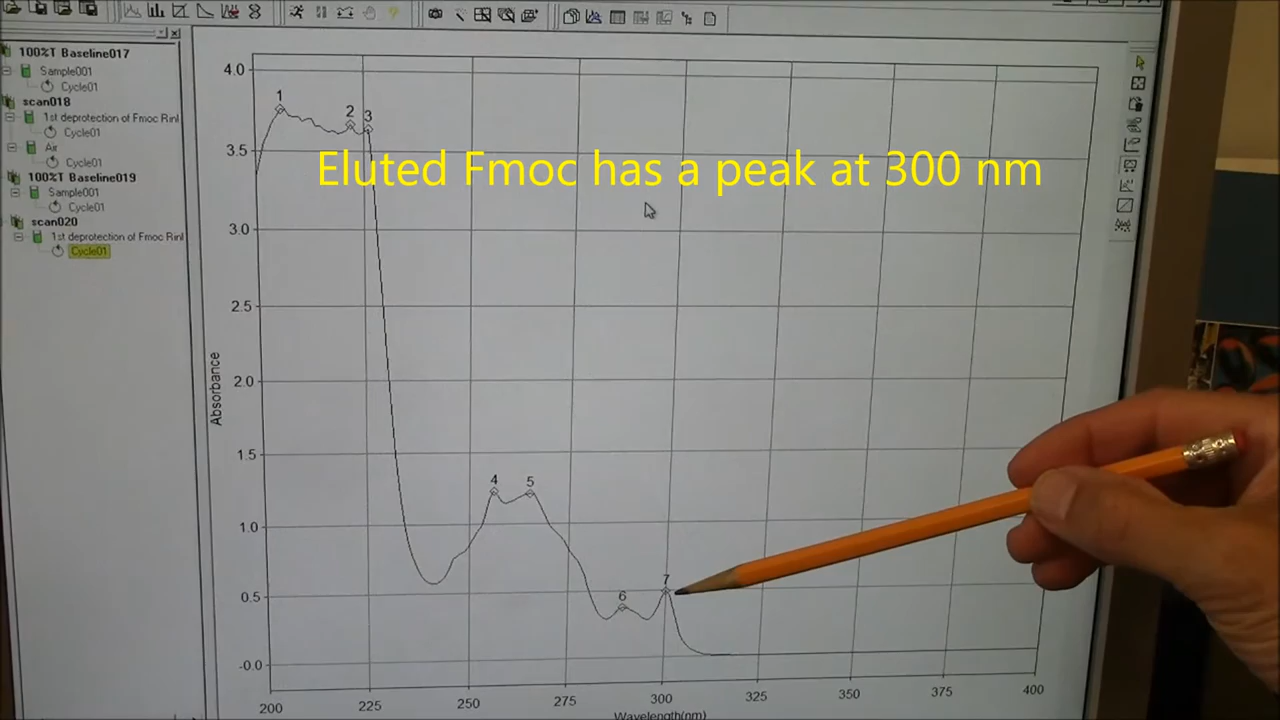 100%T Baseline017
Sample001
Cycle01
scan018
1st deprotection of Fmoc Rinl
Cycle01
Air
Cycle01
100%T Baseline019
Sample001
Cycle01
scan020
1st deprotection of Fmoc Rinl
Cycle01
Eluted Fmoc has a peak at 300 nm
4.0
3.5
3.0
2.5
2.0
1.5
1.0
0.5
-0.0
Absorbance
1
2
3
4
5
6
7
200
225
250
275
300
325
350
375
400
Wavelength(nm)